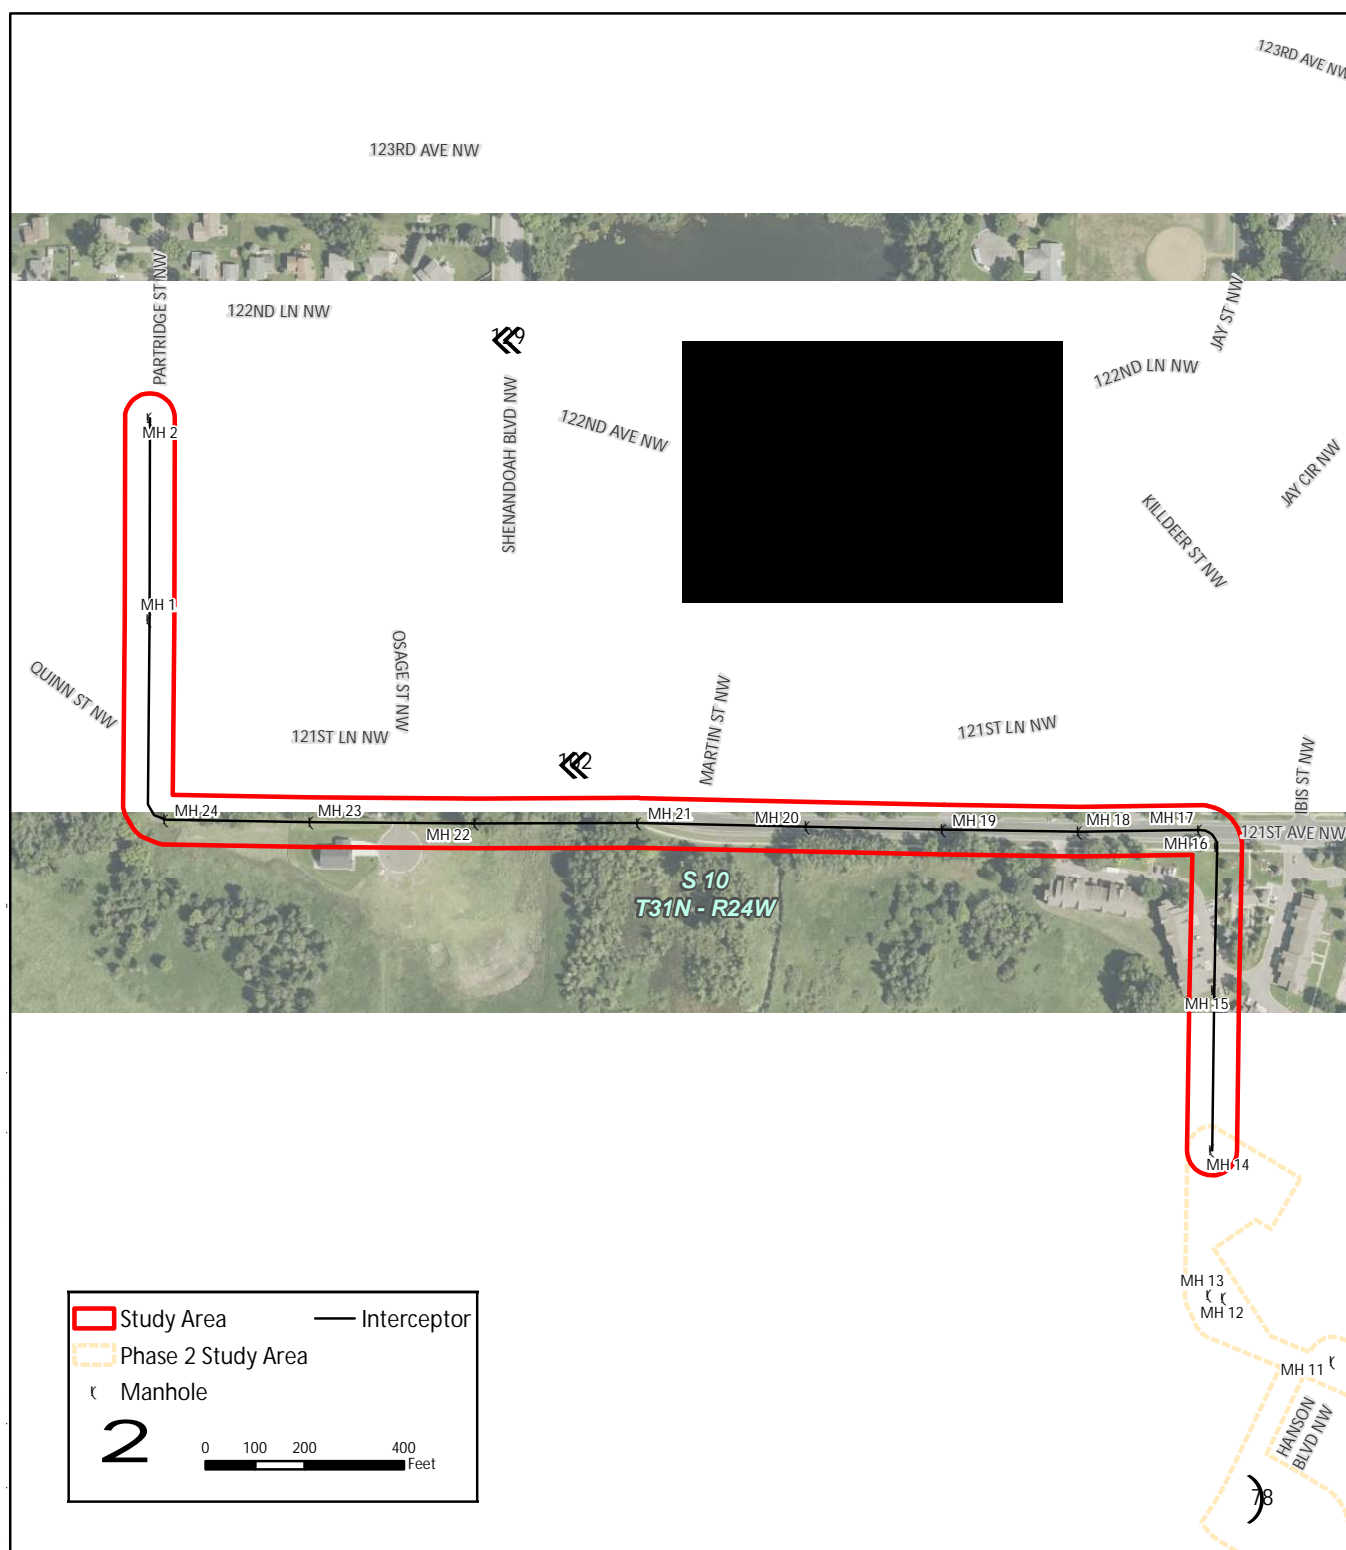 123RD AVE NW
123RD AVE NW
PARTRIDGE ST NW
122ND LN NW
129
JAY ST NW
122ND LN NW
SHENANDOAH BLVD NW
122ND AVE NW
MH 2
JAY CIR NW
KILLDEER ST NW
MH 1
QUINN ST NW
OSAGE ST NW
121ST LN NW
102
MARTIN ST NW
121ST LN NW
IBIS ST NW
MH 24
MH 23
MH 22
MH 21
MH 20
MH 19
MH 18
MH 17
MH 16
121ST AVE NW
S 10
T31N - R24W
MH 15
MH 14
MH 13
MH 12
MH 11
HANSON
BLVD NW
78
Study Area
Interceptor
Phase 2 Study Area
Manhole
2
0 100 200 400
Feet